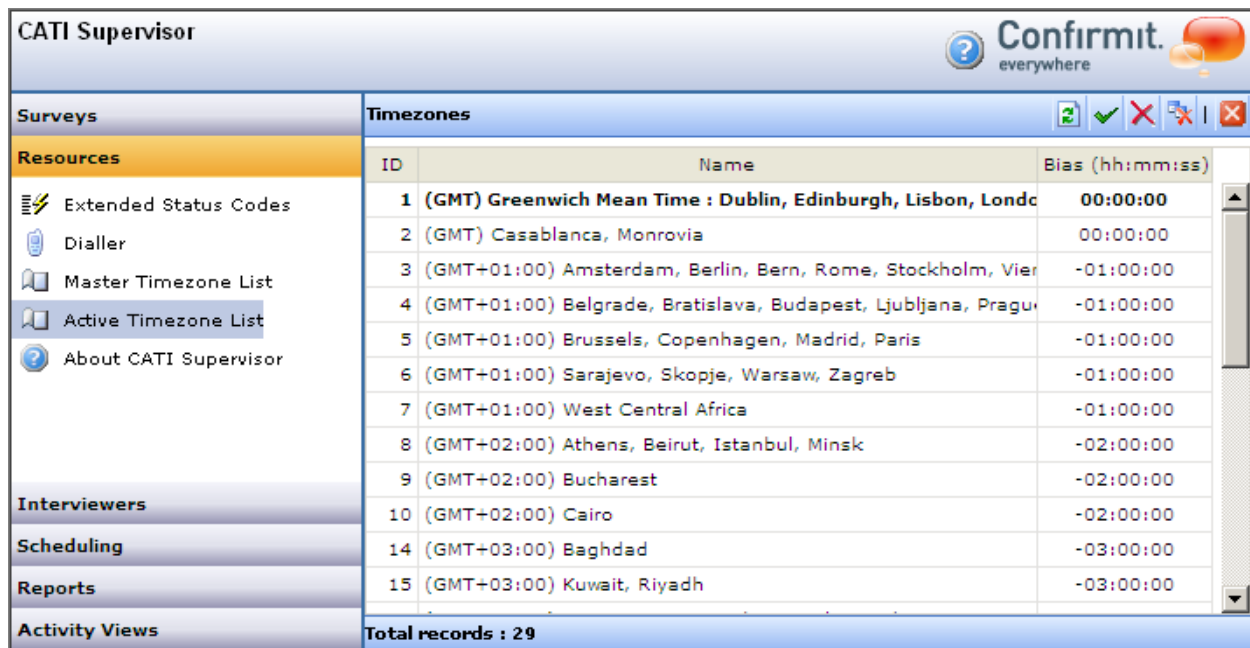 CATI Supervisor
Confirmit.
everywhere
Surveys
Resources
Extended Status Codes
Dialler
Master Timezone List
Active Timezone List
About CATI Supervisor
Interviewers
Scheduling
Reports
Activity Views
Timezones
ID Name Bias (hh:mm:ss)
1 (GMT) Greenwich Mean Time : Dublin, Edinburgh, Lisbon, Londo 00:00:00
2 (GMT) Casablanca, Monrovia 00:00:00
3 (GMT+01:00) Amsterdam, Berlin, Bern, Rome, Stockholm, Vier -01:00:00
4 (GMT+01:00) Belgrade, Bratislava, Budapest, Ljubljana, Pragu -01:00:00
5 (GMT+01:00) Brussels, Copenhagen, Madrid, Paris -01:00:00
6 (GMT+01:00) Sarajevo, Skopje, Warsaw, Zagreb -01:00:00
7 (GMT+01:00) West Central Africa -01:00:00
8 (GMT+02:00) Athens, Beirut, Istanbul, Minsk -02:00:00
9 (GMT+02:00) Bucharest -02:00:00
10 (GMT+02:00) Cairo -02:00:00
14 (GMT+03:00) Baghdad -03:00:00
15 (GMT+03:00) Kuwait, Riyadh -03:00:00
Total records : 29